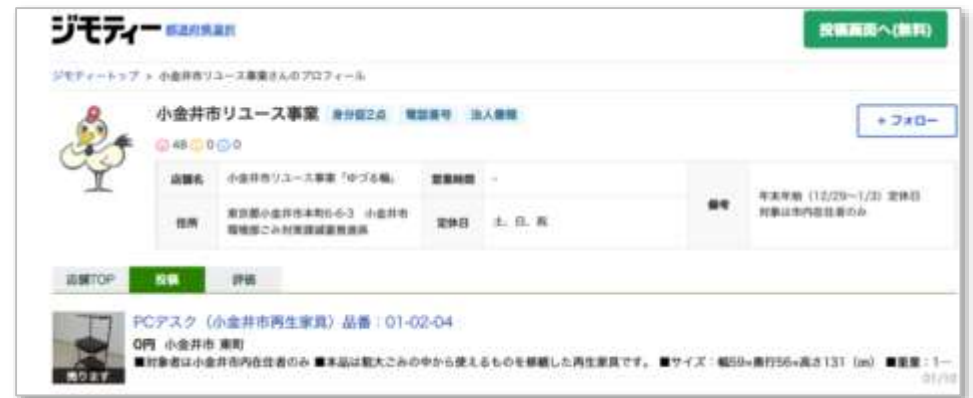 ジモティー 都道府県選択
投稿画面へ(無料)
ジモティートップ > 小金井市リユース事業さんのプロフィール
小金井市リユース事業 身分証2点 電話番号 法人書類
+ フォロー
48 0 0
店舗名 小金井市リユース事業「ゆづる輪」 営業時間 -
住所 東京都小金井市本町6-6-3 小金井市環境部ごみ対策課減量推進係 定休日 土、日、祝
備考 年末年始(12/29~1/3)定休日
対象は市内在住者のみ
店舗TOP 投稿 評価
PCデスク(小金井市再生家具)品番:01-02-04
0円 小金井市 東町
■対象者は小金井市内在住者のみ ■本品は粗大ごみの中から使えるものを修繕した再生家具です。 ■サイズ:幅59×奥行56×高さ131(㎝) ■重量:1…
売ります
01/10